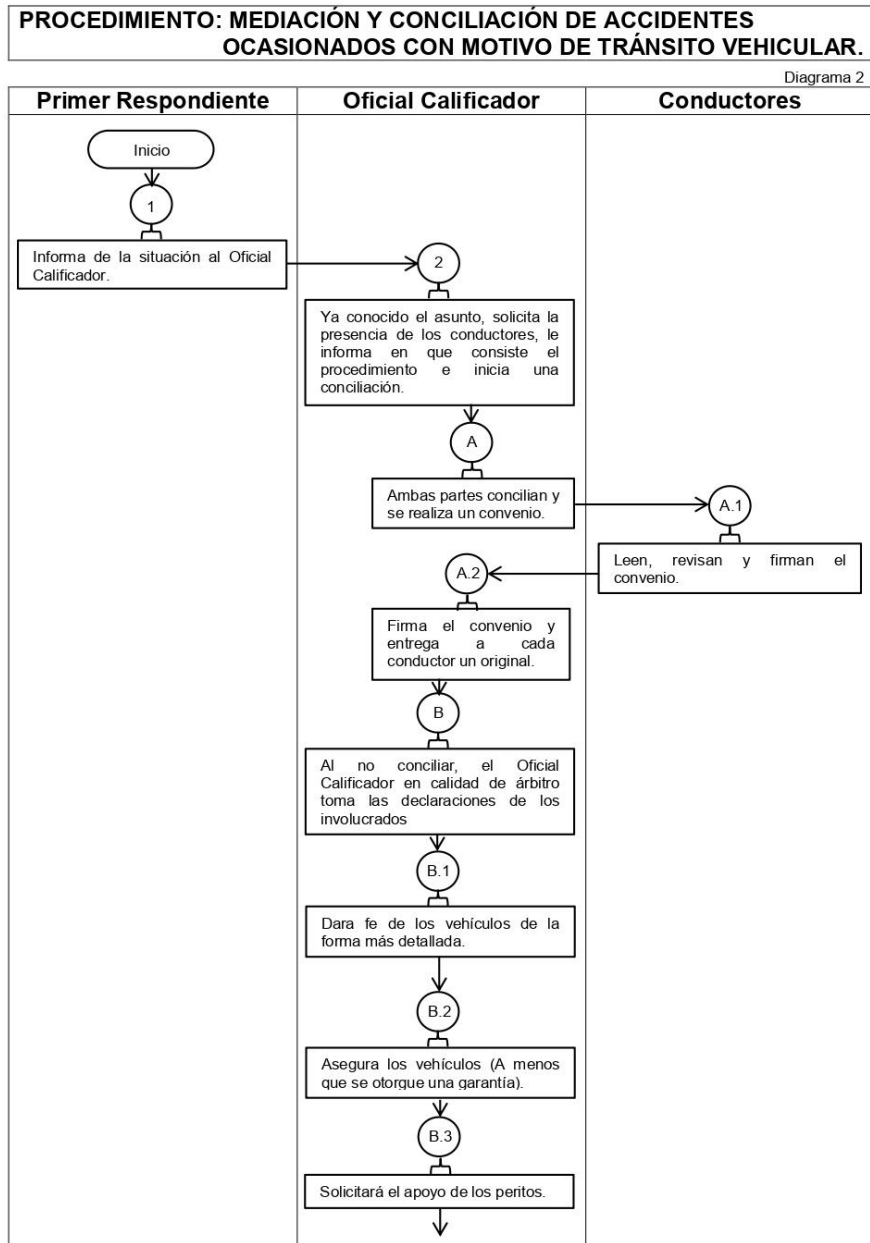 PROCEDIMIENTO: MEDIACIÓN Y CONCILIACIÓN DE ACCIDENTES
OCASIONADOS CON MOTIVO DE TRÁNSITO VEHICULAR.
Diagrama 2
Primer Respondiente
Oficial Calificador
Conductores
Inicio
1
Informa de la situación al Oficial
Calificador.
2
Ya conocido el asunto, solicita la
presencia de los conductores, le
informa en que consiste el
procedimiento e inicia una
conciliación.
A
Ambas partes concilian y
se realiza un convenio.
A.1
Leen, revisan y firman el
convenio.
A.2
Firma el convenio y
entrega a cada
conductor un original.
B
Al no conciliar, el Oficial
Calificador en calidad de árbitro
toma las declaraciones de los
involucrados
B.1
Dara fe de los vehículos de la
forma más detallada.
B.2
Asegura los vehículos (A menos
que se otorgue una garantía).
B.3
Solicitará el apoyo de los peritos.